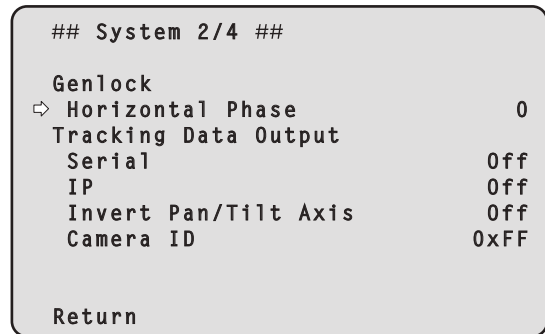 ## System 2/4 ##
Genlock
⇨ Horizontal Phase 0
Tracking Data Output
Serial Off
IP Off
Invert Pan/Tilt Axis Off
Camera ID 0xFF
Return